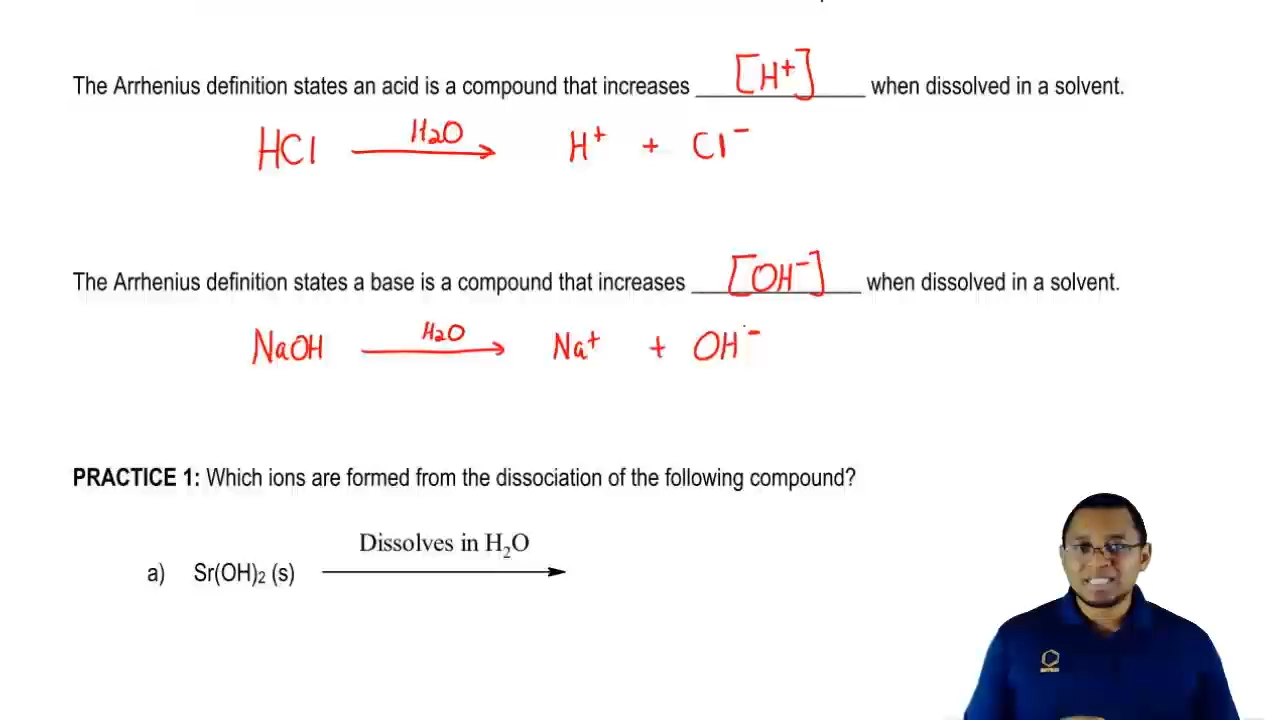 The Arrhenius definition states an acid is a compound that increases [H⁺] when dissolved in a solvent.
HCl H₂O H⁺ + Cl⁻
The Arrhenius definition states a base is a compound that increases [OH⁻] when dissolved in a solvent.
NaOH H₂O Na⁺ + OH⁻
PRACTICE 1: Which ions are formed from the dissociation of the following compound?
Dissolves in H₂O
a) Sr(OH)₂ (s)